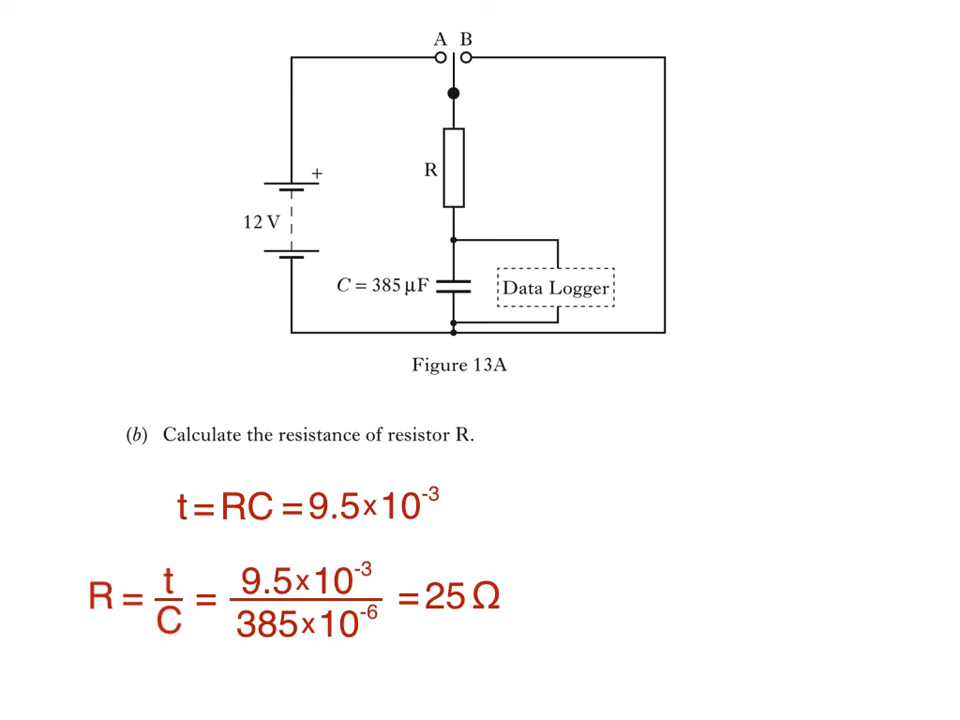 A B
+
R
12 V
C = 385 μF
Data Logger
Figure 13A
(b) Calculate the resistance of resistor R.
t = RC = 9.5×10⁻³
R = t/C = 9.5×10⁻³/385×10⁻⁶ = 25 Ω